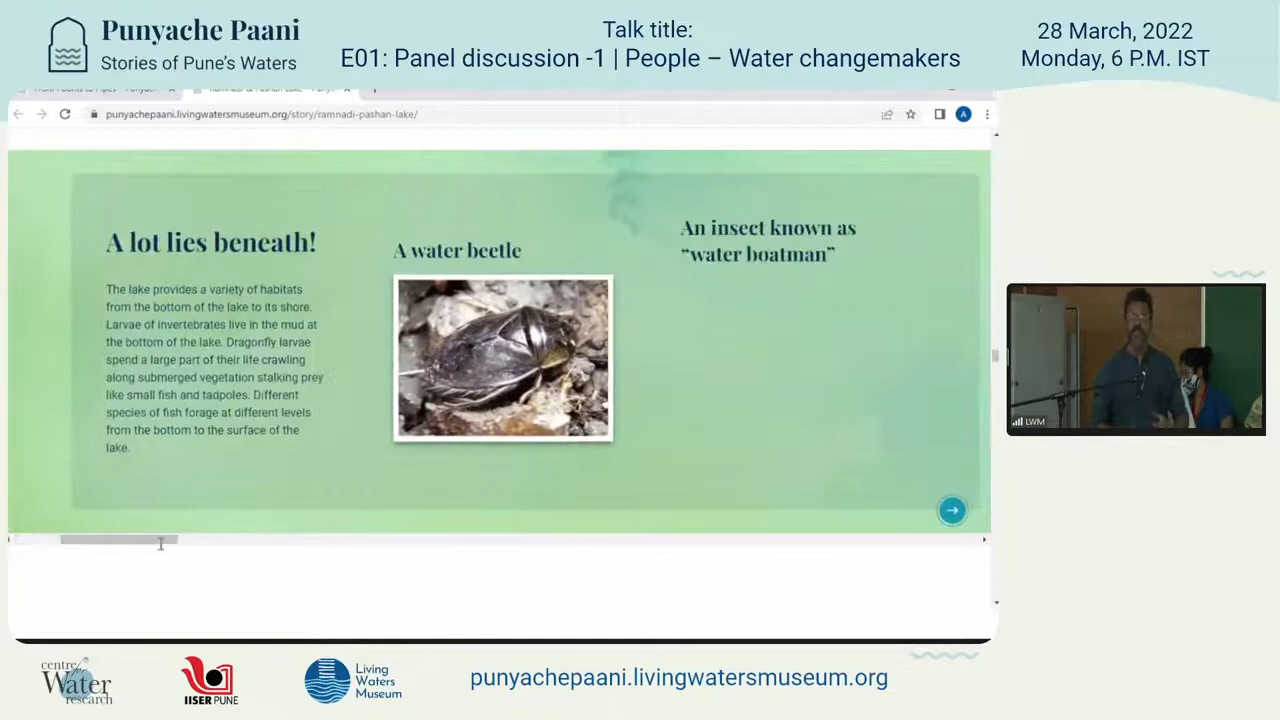 Punyache Paani
Stories of Pune's Waters
Talk title:
E01: Panel discussion -1 | People – Water changemakers
28 March, 2022
Monday, 6 P.M. IST
punyachepaani.livingwatersmuseum.org/story/ramnadi-pashan-lake/
A
A lot lies beneath!
The lake provides a variety of habitats
from the bottom of the lake to its shore.
Larvae of invertebrates live in the mud at
the bottom of the lake. Dragonfly larvae
spend a large part of their life crawling
along submerged vegetation stalking prey
like small fish and tadpoles. Different
species of fish forage at different levels
from the bottom to the surface of the
lake.
A water beetle
An insect known as
“water boatman”
LWM
centre
for
Water
research
IISER PUNE
Living
Waters
Museum
punyachepaani.livingwatersmuseum.org